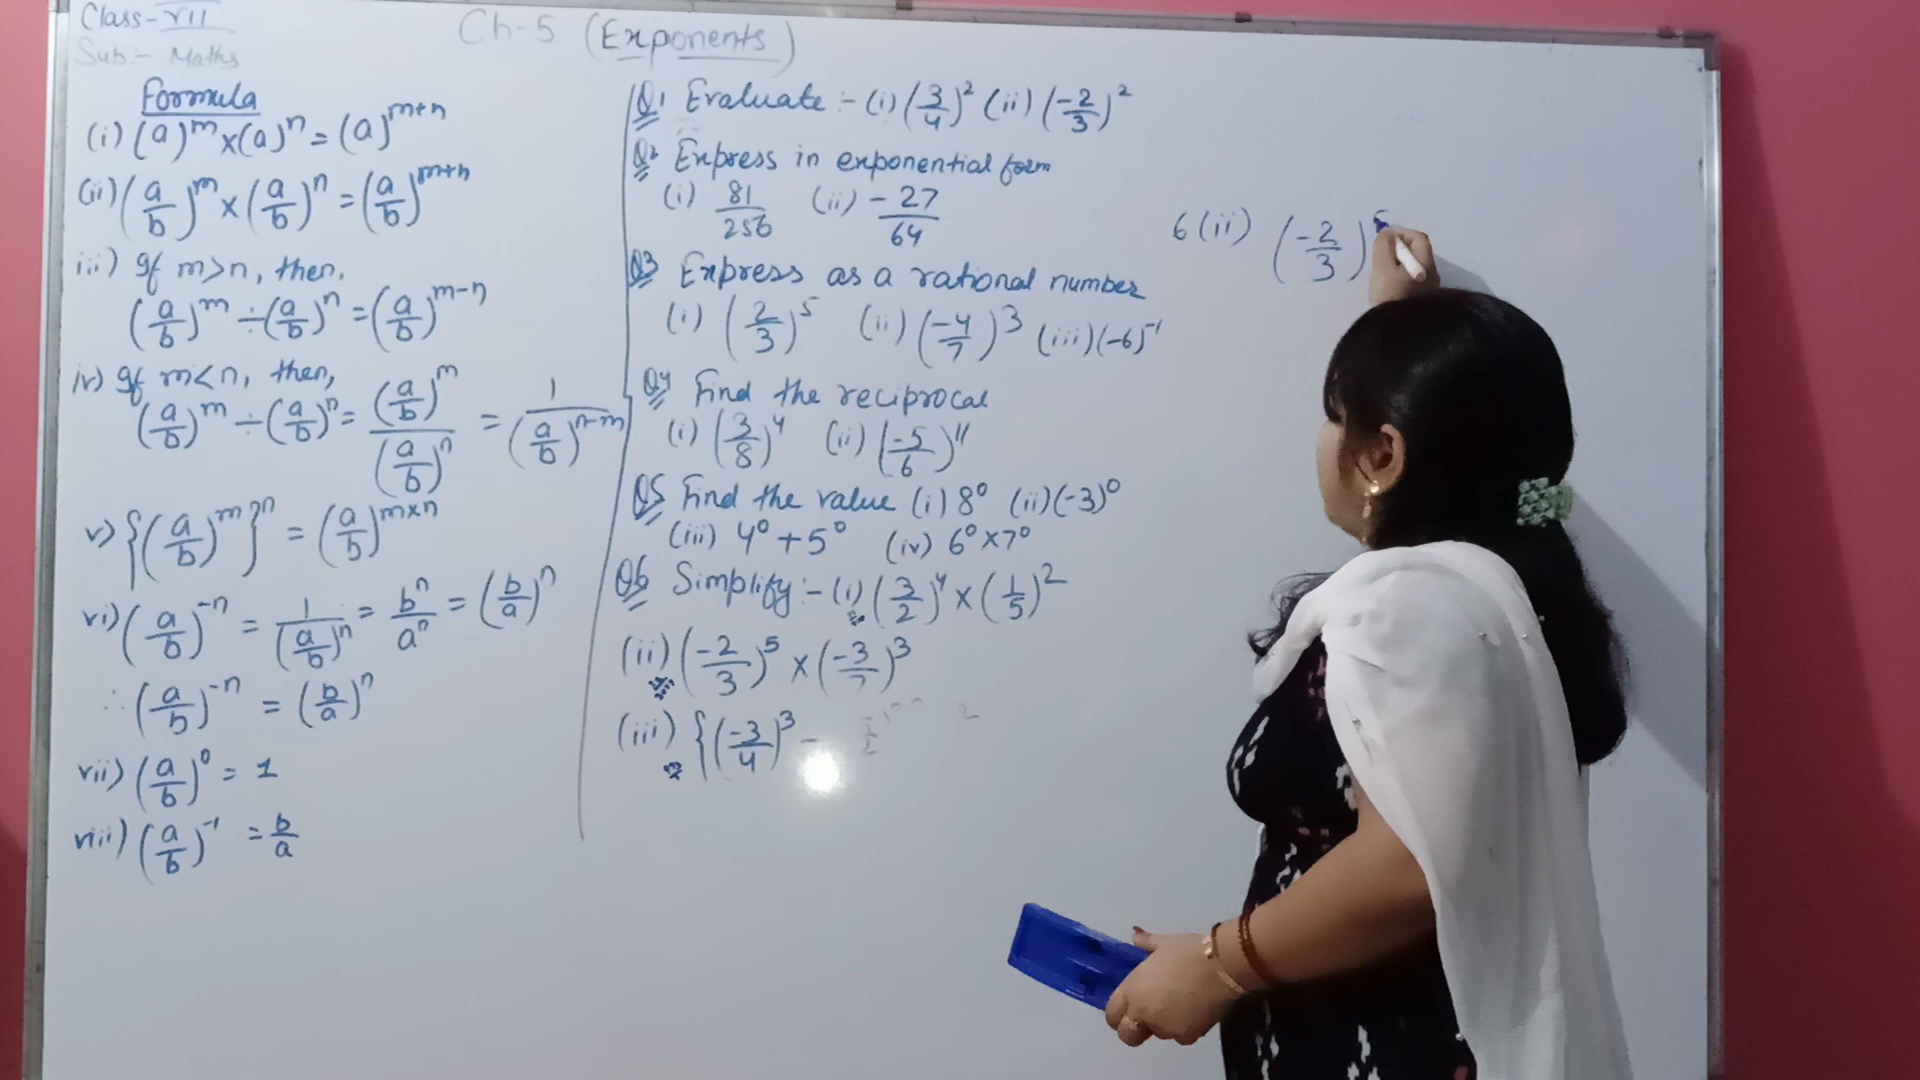 Class-VII
Sub:- Maths
Ch-5 (Exponents)
Formula
(i) (a)^m × (a)^n = (a)^{m+n}
(ii) (a/b)^m × (a/b)^n = (a/b)^{m+n}
iii) If m>n, then,
(a/b)^m ÷ (a/b)^n = (a/b)^{m-n}
iv) If m<n, then,
(a/b)^m ÷ (a/b)^n = (a/b)^m / (a/b)^n = 1/(a/b)^{n-m}
v) {(a/b)^m}^n = (a/b)^{m×n}
vi) (a/b)^{-n} = 1/(a/b)^n = b^n/a^n = (b/a)^n
∴ (a/b)^{-n} = (b/a)^n
vii) (a/b)^0 = 1
viii) (a/b)^{-1} = b/a
Q1 Evaluate :- (i) (3/4)^2 (ii) (-2/3)^2
Q2 Express in exponential form
(i) 81/256 (ii) -27/64
Q3 Express as a rational number
(i) (2/3)^5 (ii) (-4/7)^3 (iii) (-6)^{-1}
Q4 Find the reciprocal
(i) (3/8)^4 (ii) (-5/6)^{11}
Q5 Find the value (i) 8^0 (ii) (-3)^0
(iii) 4^0 + 5^0 (iv) 6^0 × 7^0
Q6 Simplify :- (i) (3/2)^4 × (1/5)^2
(ii) (-2/3)^5 × (-3/7)^3
(iii) {(-3/4)^3 -
6 (ii) (-2/3)